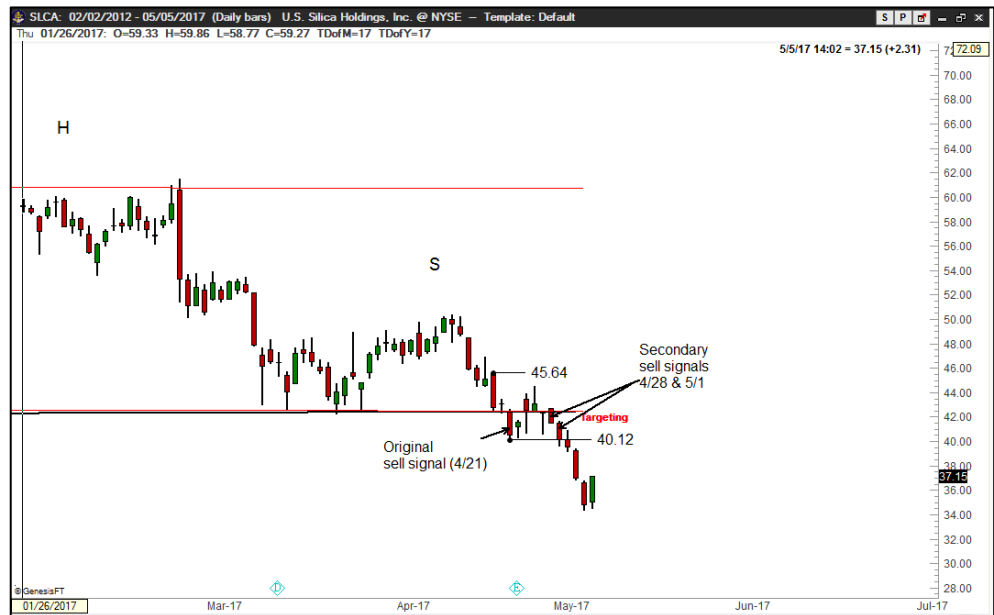 SLCA: 02/02/2012 - 05/05/2017 (Daily bars) U.S. Silica Holdings, Inc. @ NYSE – Template: Default
S P
Thu 01/26/2017: O=59.33 H=59.86 L=58.77 C=59.27 TDofM=17 TDofY=17
5/5/17 14:02 = 37.15 (+2.31)
72.00
72.09
70.00
68.00
66.00
64.00
62.00
60.00
58.00
56.00
54.00
52.00
50.00
48.00
46.00
44.00
42.00
40.00
38.00
37.15
36.00
34.00
32.00
30.00
28.00
H
S
45.64
Secondary
sell signals
4/28 & 5/1
Targeting
40.12
Original
sell signal (4/21)
D
E
© GenesisFT
01/26/2017
Mar-17
Apr-17
May-17
Jun-17
Jul-17